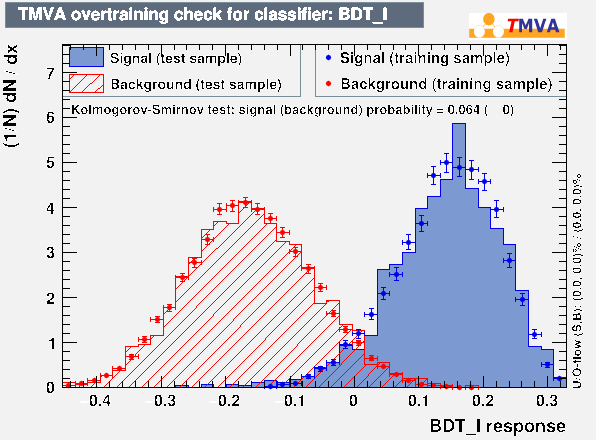 TMVA overtraining check for classifier: BDT_I
TMVA
Signal (test sample)
Signal (training sample)
Background (test sample)
Background (training sample)
Kolmogorov-Smirnov test: signal (background) probability = 0.064 ( 0)
(1/N) dN / dx
7
6
5
4
3
2
1
0
-0.4 -0.3 -0.2 -0.1 0 0.1 0.2 0.3
BDT_I response
U/O-flow (S,B): (0.0, 0.0)% / (0.0, 0.0)%